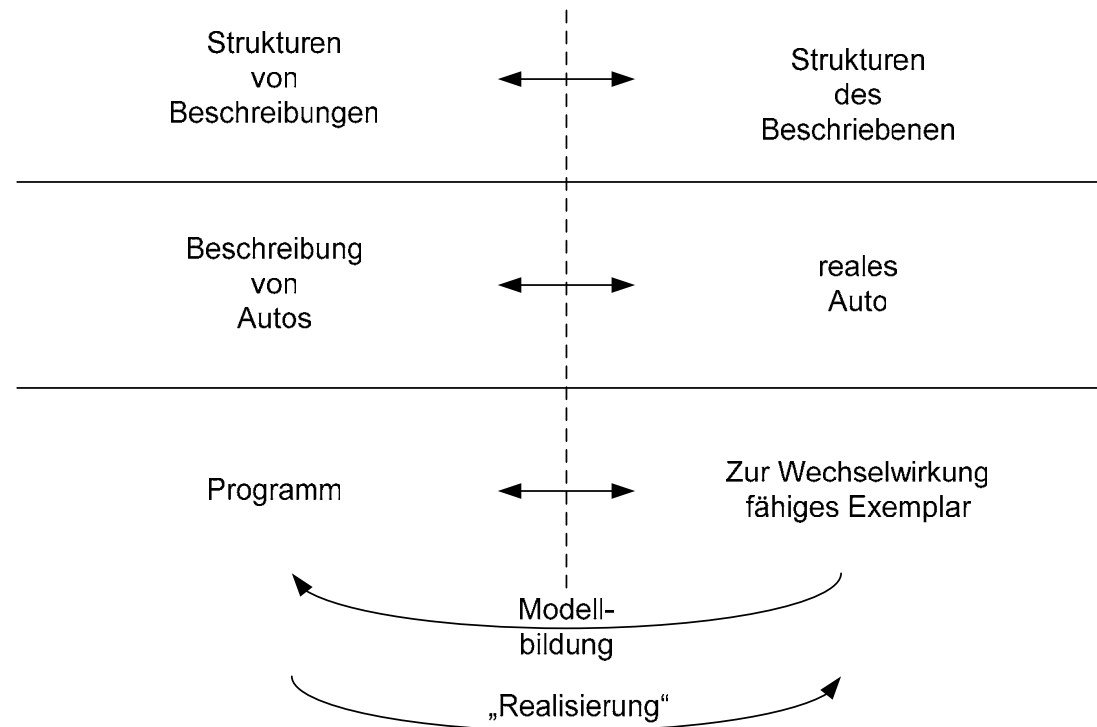 Strukturen
von
Beschreibungen
Strukturen
des
Beschriebenen
Beschreibung
von
Autos
reales
Auto
Programm
Zur Wechselwirkung
fähiges Exemplar
Modell-
bildung
„Realisierung“